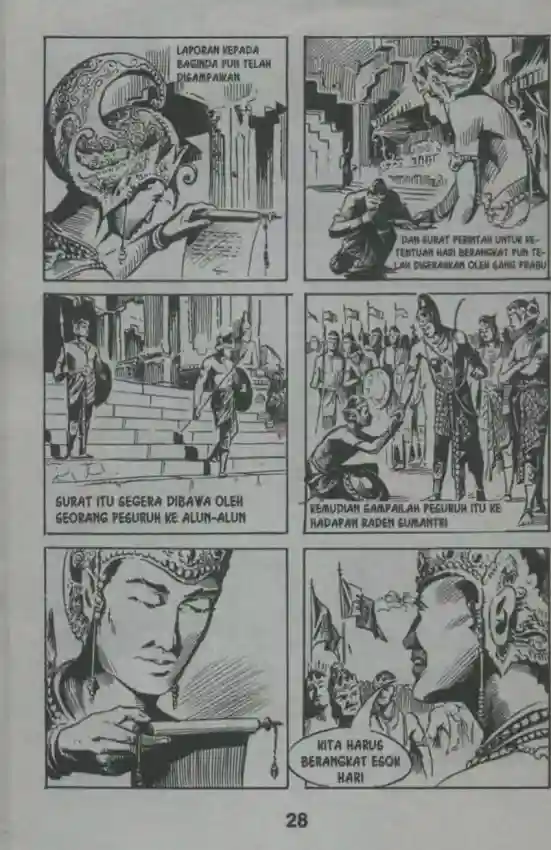 LAPORAN KEPADA
BAGINDA PUN TELAH
DISAMPAIKAN
DAN SURAT PERINTAH UNTUK KE-
TENTUAN HARI BERANGKAT PUN TE-
LAH DISERAHKAN OLEH SANG PRABU
SURAT ITU SEGERA DIBAWA OLEH
SEORANG PESURUH KE ALUN-ALUN
KEMUDIAN SAMPAILAH PESURUH ITU KE
HADAPAN RADEN SUMANTRI
KITA HARUS
BERANGKAT ESOK
HARI
28